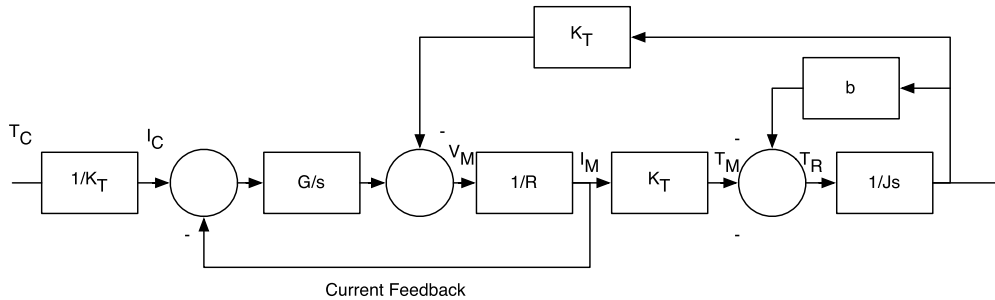 K_T
b
T_C
I_C
1/K_T
G/s
-
V_M
1/R
I_M
K_T
T_M
-
T_R
1/Js
-
-
Current Feedback